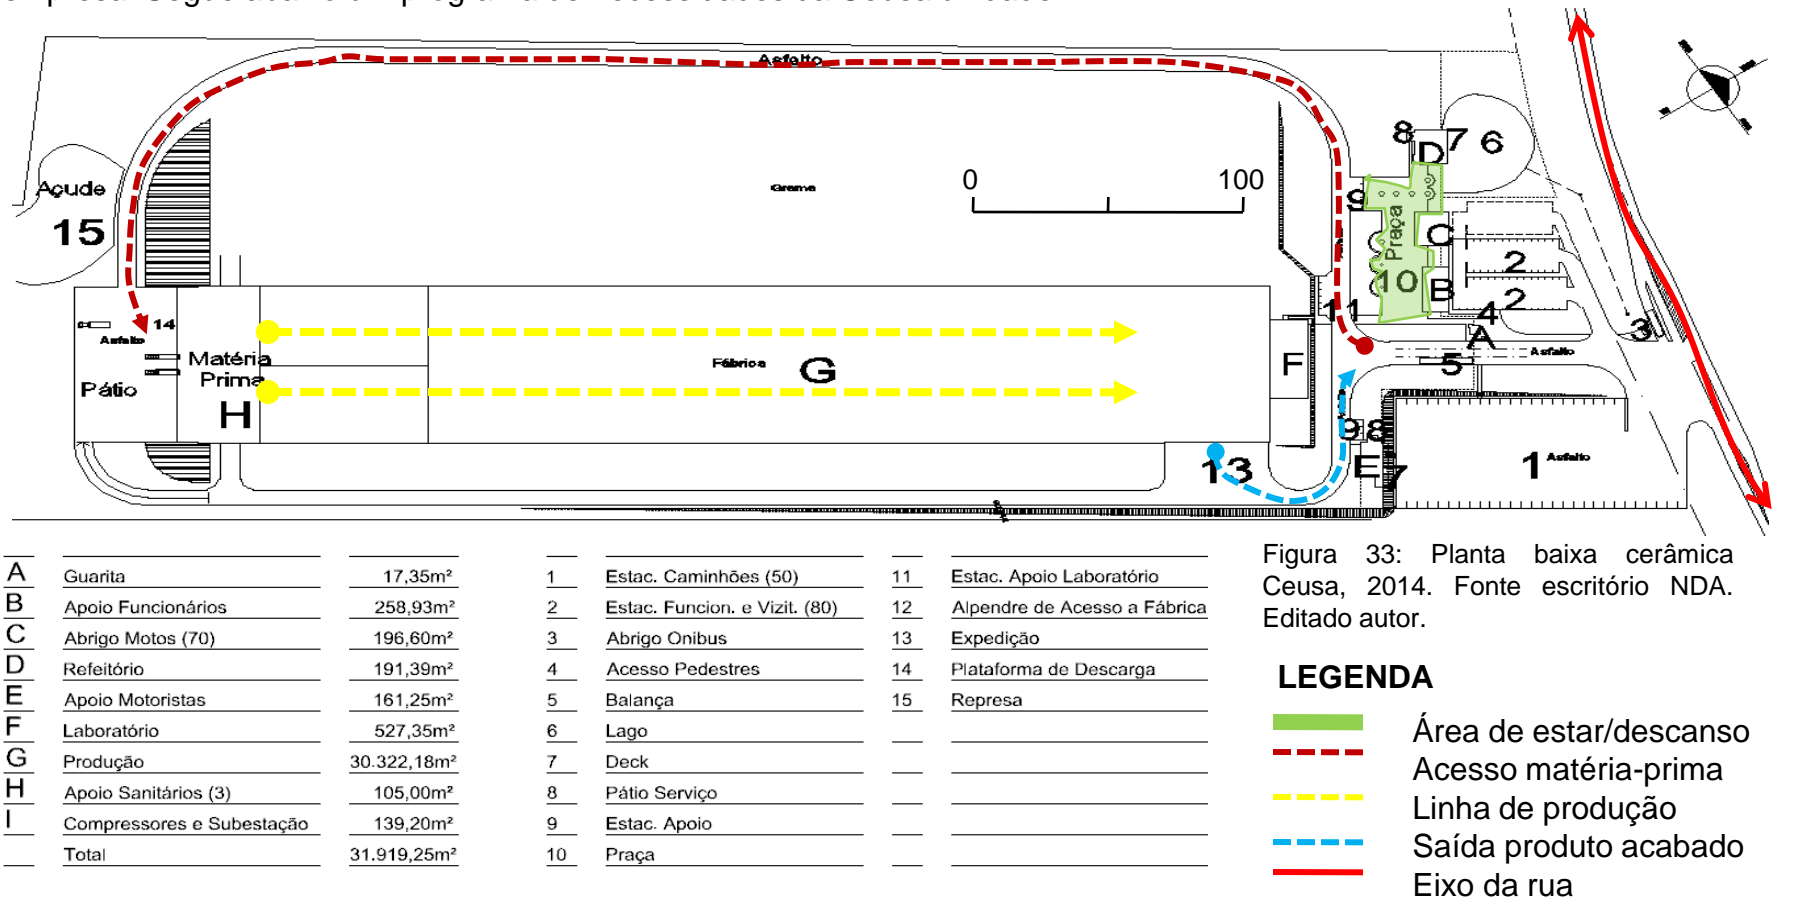 Asfalto
8
7
6
D
Açude
15
Grama
0
100
9
Praça
C
2
10
B
2
11
4
3
14
Asfalto
A
Matéria
Prima
Fábrica
G
F
5
Asfalto
Pátio
H
9
8
13
E
7
1
Asfalto
A Guarita 17,35m²
B Apoio Funcionários 258,93m²
C Abrigo Motos (70) 196,60m²
D Refeitório 191,39m²
E Apoio Motoristas 161,25m²
F Laboratório 527,35m²
G Produção 30.322,18m²
H Apoio Sanitários (3) 105,00m²
I Compressores e Subestação 139,20m²
Total 31.919,25m²
1 Estac. Caminhões (50)
2 Estac. Funcion. e Vizit. (80)
3 Abrigo Onibus
4 Acesso Pedestres
5 Balança
6 Lago
7 Deck
8 Pátio Serviço
9 Estac. Apoio
10 Praça
11 Estac. Apoio Laboratório
12 Alpendre de Acesso a Fábrica
13 Expedição
14 Plataforma de Descarga
15 Represa
Figura 33: Planta baixa cerâmica
Ceusa, 2014. Fonte escritório NDA.
Editado autor.
LEGENDA
Área de estar/descanso
Acesso matéria-prima
Linha de produção
Saída produto acabado
Eixo da rua